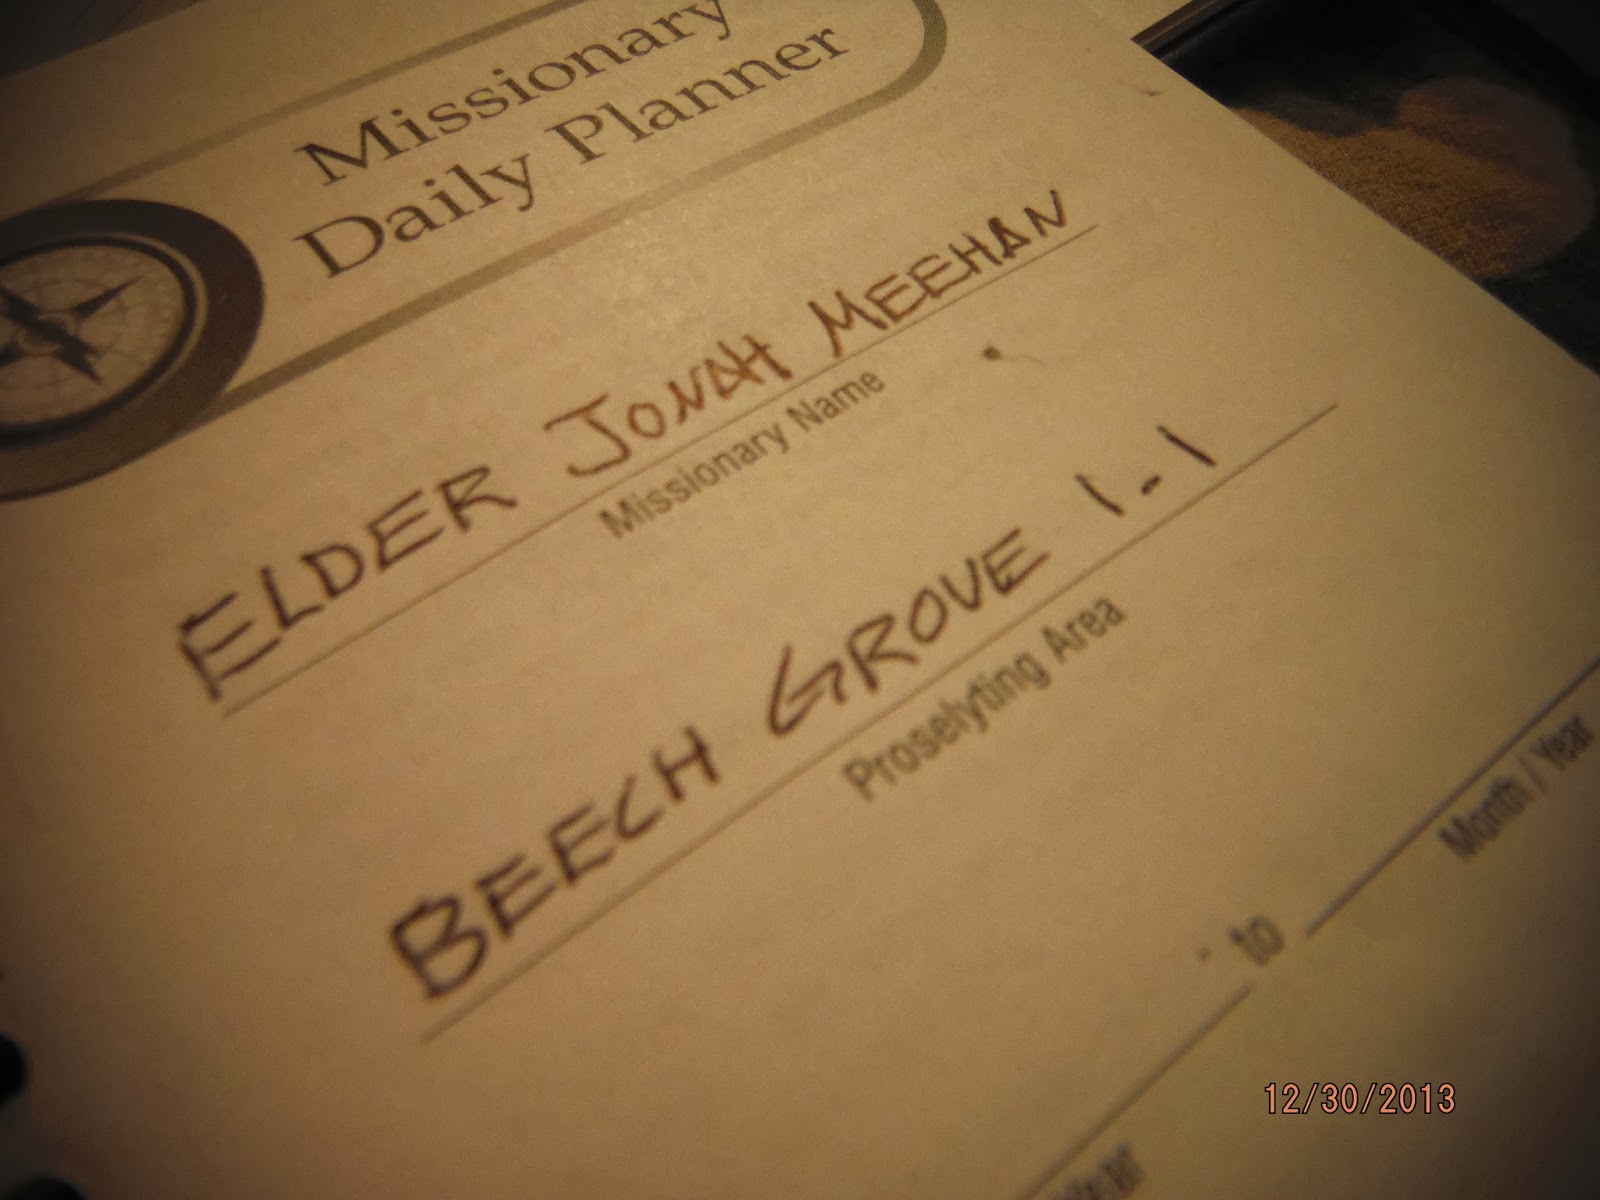 Missionary
Daily Planner
ELDER JONAH MEEHAN
Missionary Name
BEECH GROVE 1-1
Proselyting Area
to
Month / Year
Year
12/30/2013